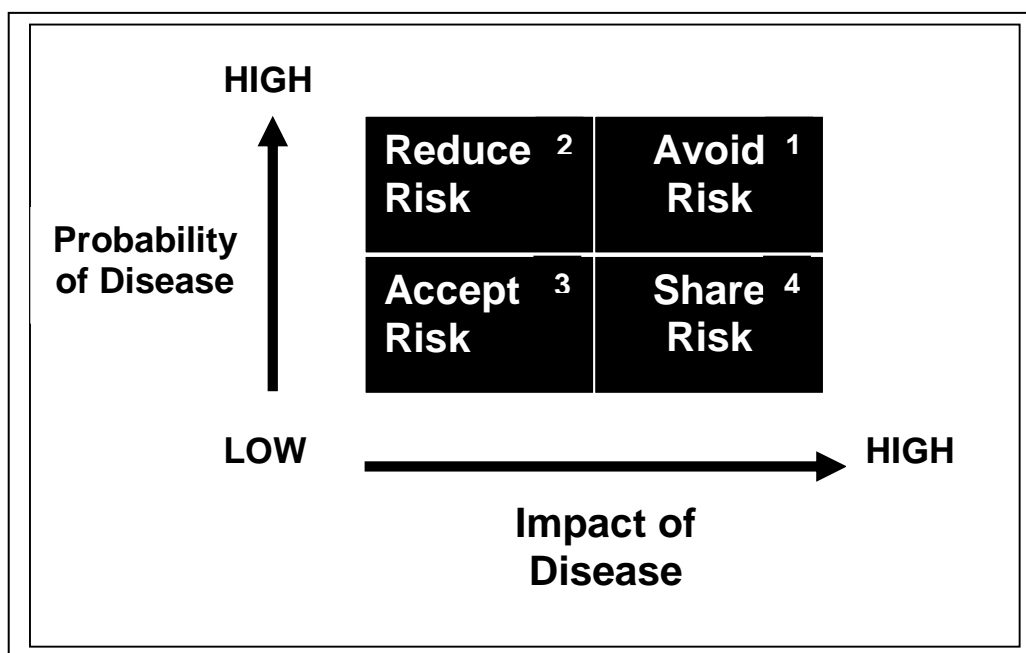 HIGH
Reduce 2
Risk
Avoid 1
Risk
Probability
of Disease
Accept 3
Risk
Share 4
Risk
LOW
HIGH
Impact of
Disease